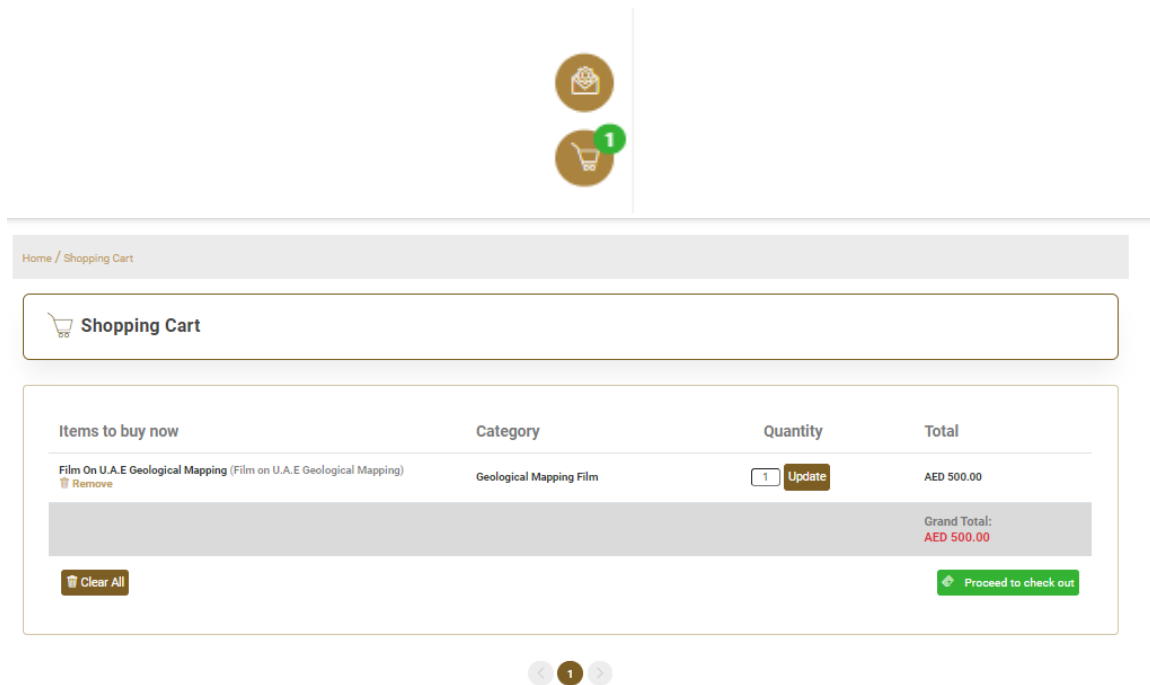 1
Home / Shopping Cart
Shopping Cart
Items to buy now Category Quantity Total
Film On U.A.E Geological Mapping (Film on U.A.E Geological Mapping)
Remove
Geological Mapping Film 1 Update AED 500.00
Grand Total:
AED 500.00
Clear All Proceed to check out
< 1 >